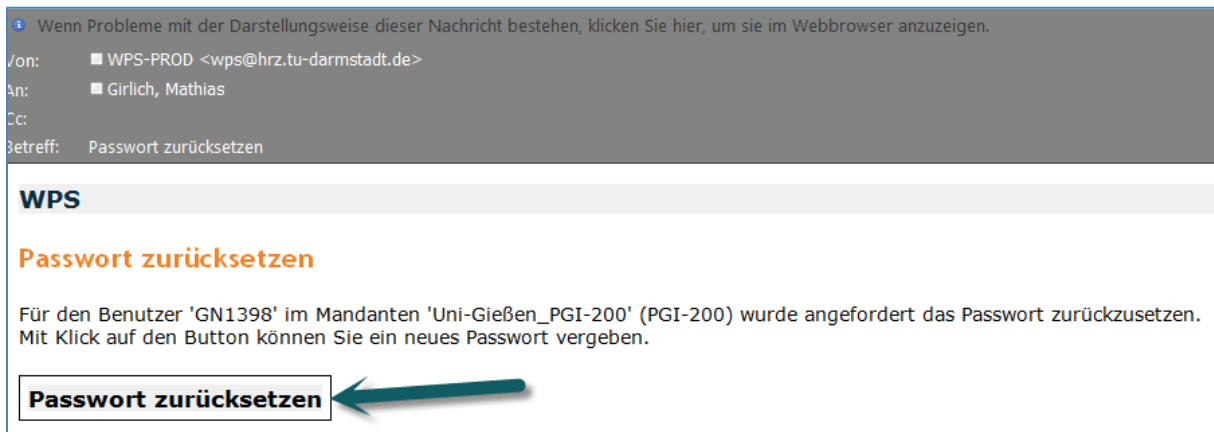 Wenn Probleme mit der Darstellungsweise dieser Nachricht bestehen, klicken Sie hier, um sie im Webbrowser anzuzeigen.
Von: WPS-PROD <wps@hrz.tu-darmstadt.de>
An: Girlich, Mathias
Cc:
Betreff: Passwort zurücksetzen
WPS
Passwort zurücksetzen
Für den Benutzer 'GN1398' im Mandanten 'Uni-Gießen_PGI-200' (PGI-200) wurde angefordert das Passwort zurückzusetzen.
Mit Klick auf den Button können Sie ein neues Passwort vergeben.
Passwort zurücksetzen